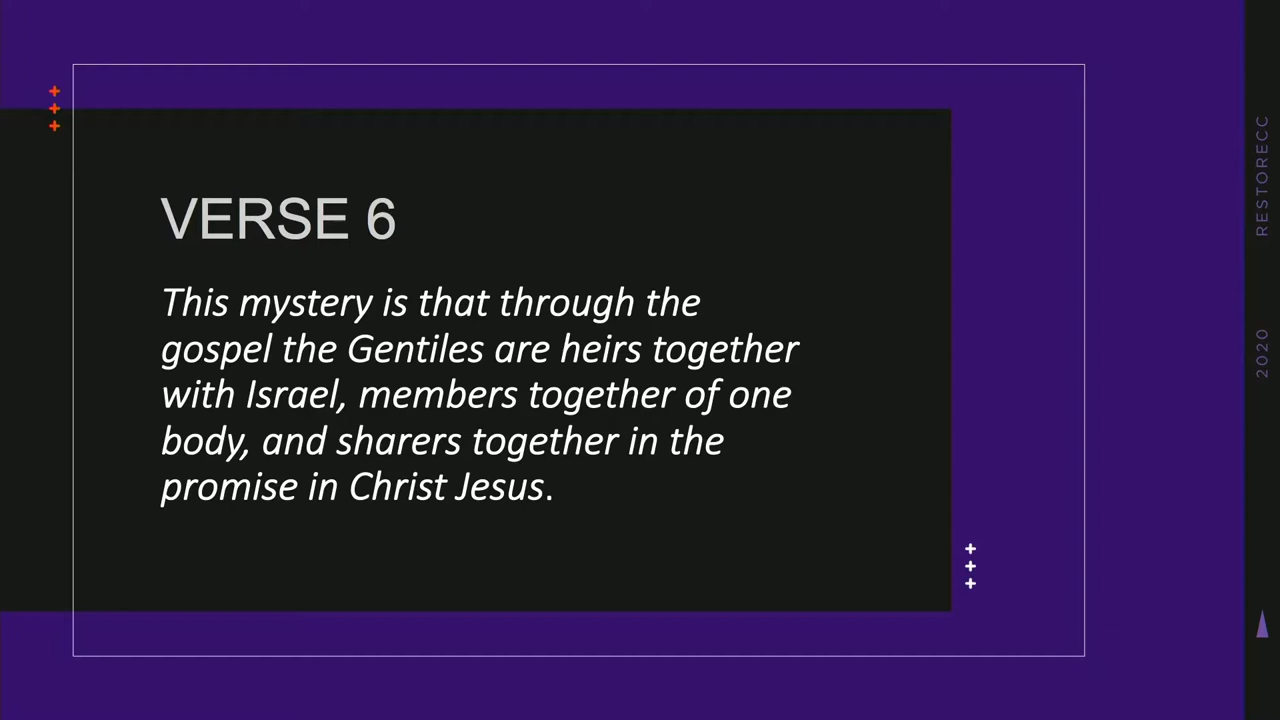 VERSE 6
This mystery is that through the
gospel the Gentiles are heirs together
with Israel, members together of one
body, and sharers together in the
promise in Christ Jesus.
RESTORECC
2020